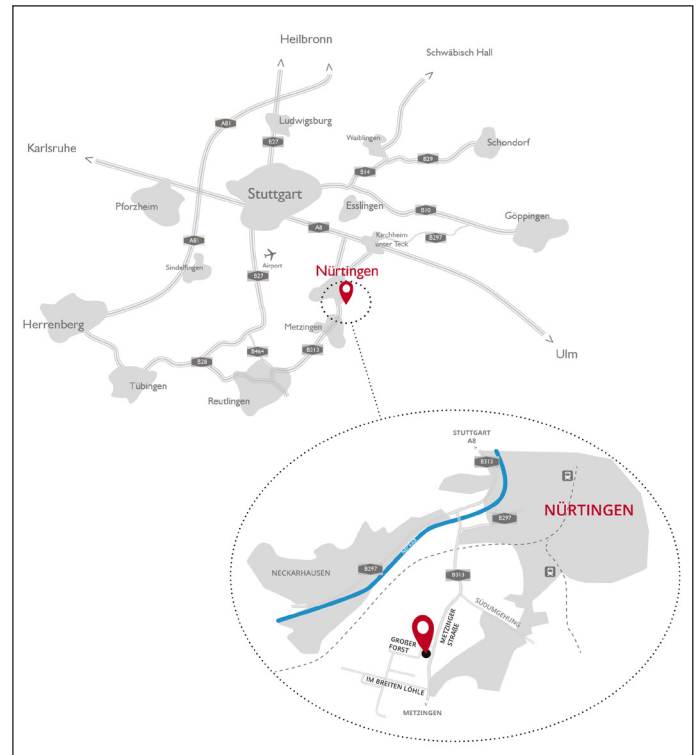 Heilbronn
Schwäbisch Hall
A81
Ludwigsburg
B27
Waiblingen
B29
Schondorf
Karlsruhe
B14
Stuttgart
Pforzheim
Esslingen
B10
Göppingen
A8
Kirchheim
unter Teck
B297
A81
Sindelfingen
Airport
B27
Nürtingen
Herrenberg
Metzingen
B28
B464
B313
Ulm
Tübingen
Reutlingen
STUTTGART
A8
B313
NÜRTINGEN
B297
NECKAR
NECKARHAUSEN
B297
B313
SÜDUMGEHUNG
METZINGER
STRAßE
GROßER
FORST
IM BREITEN LÖHLE
METZINGEN